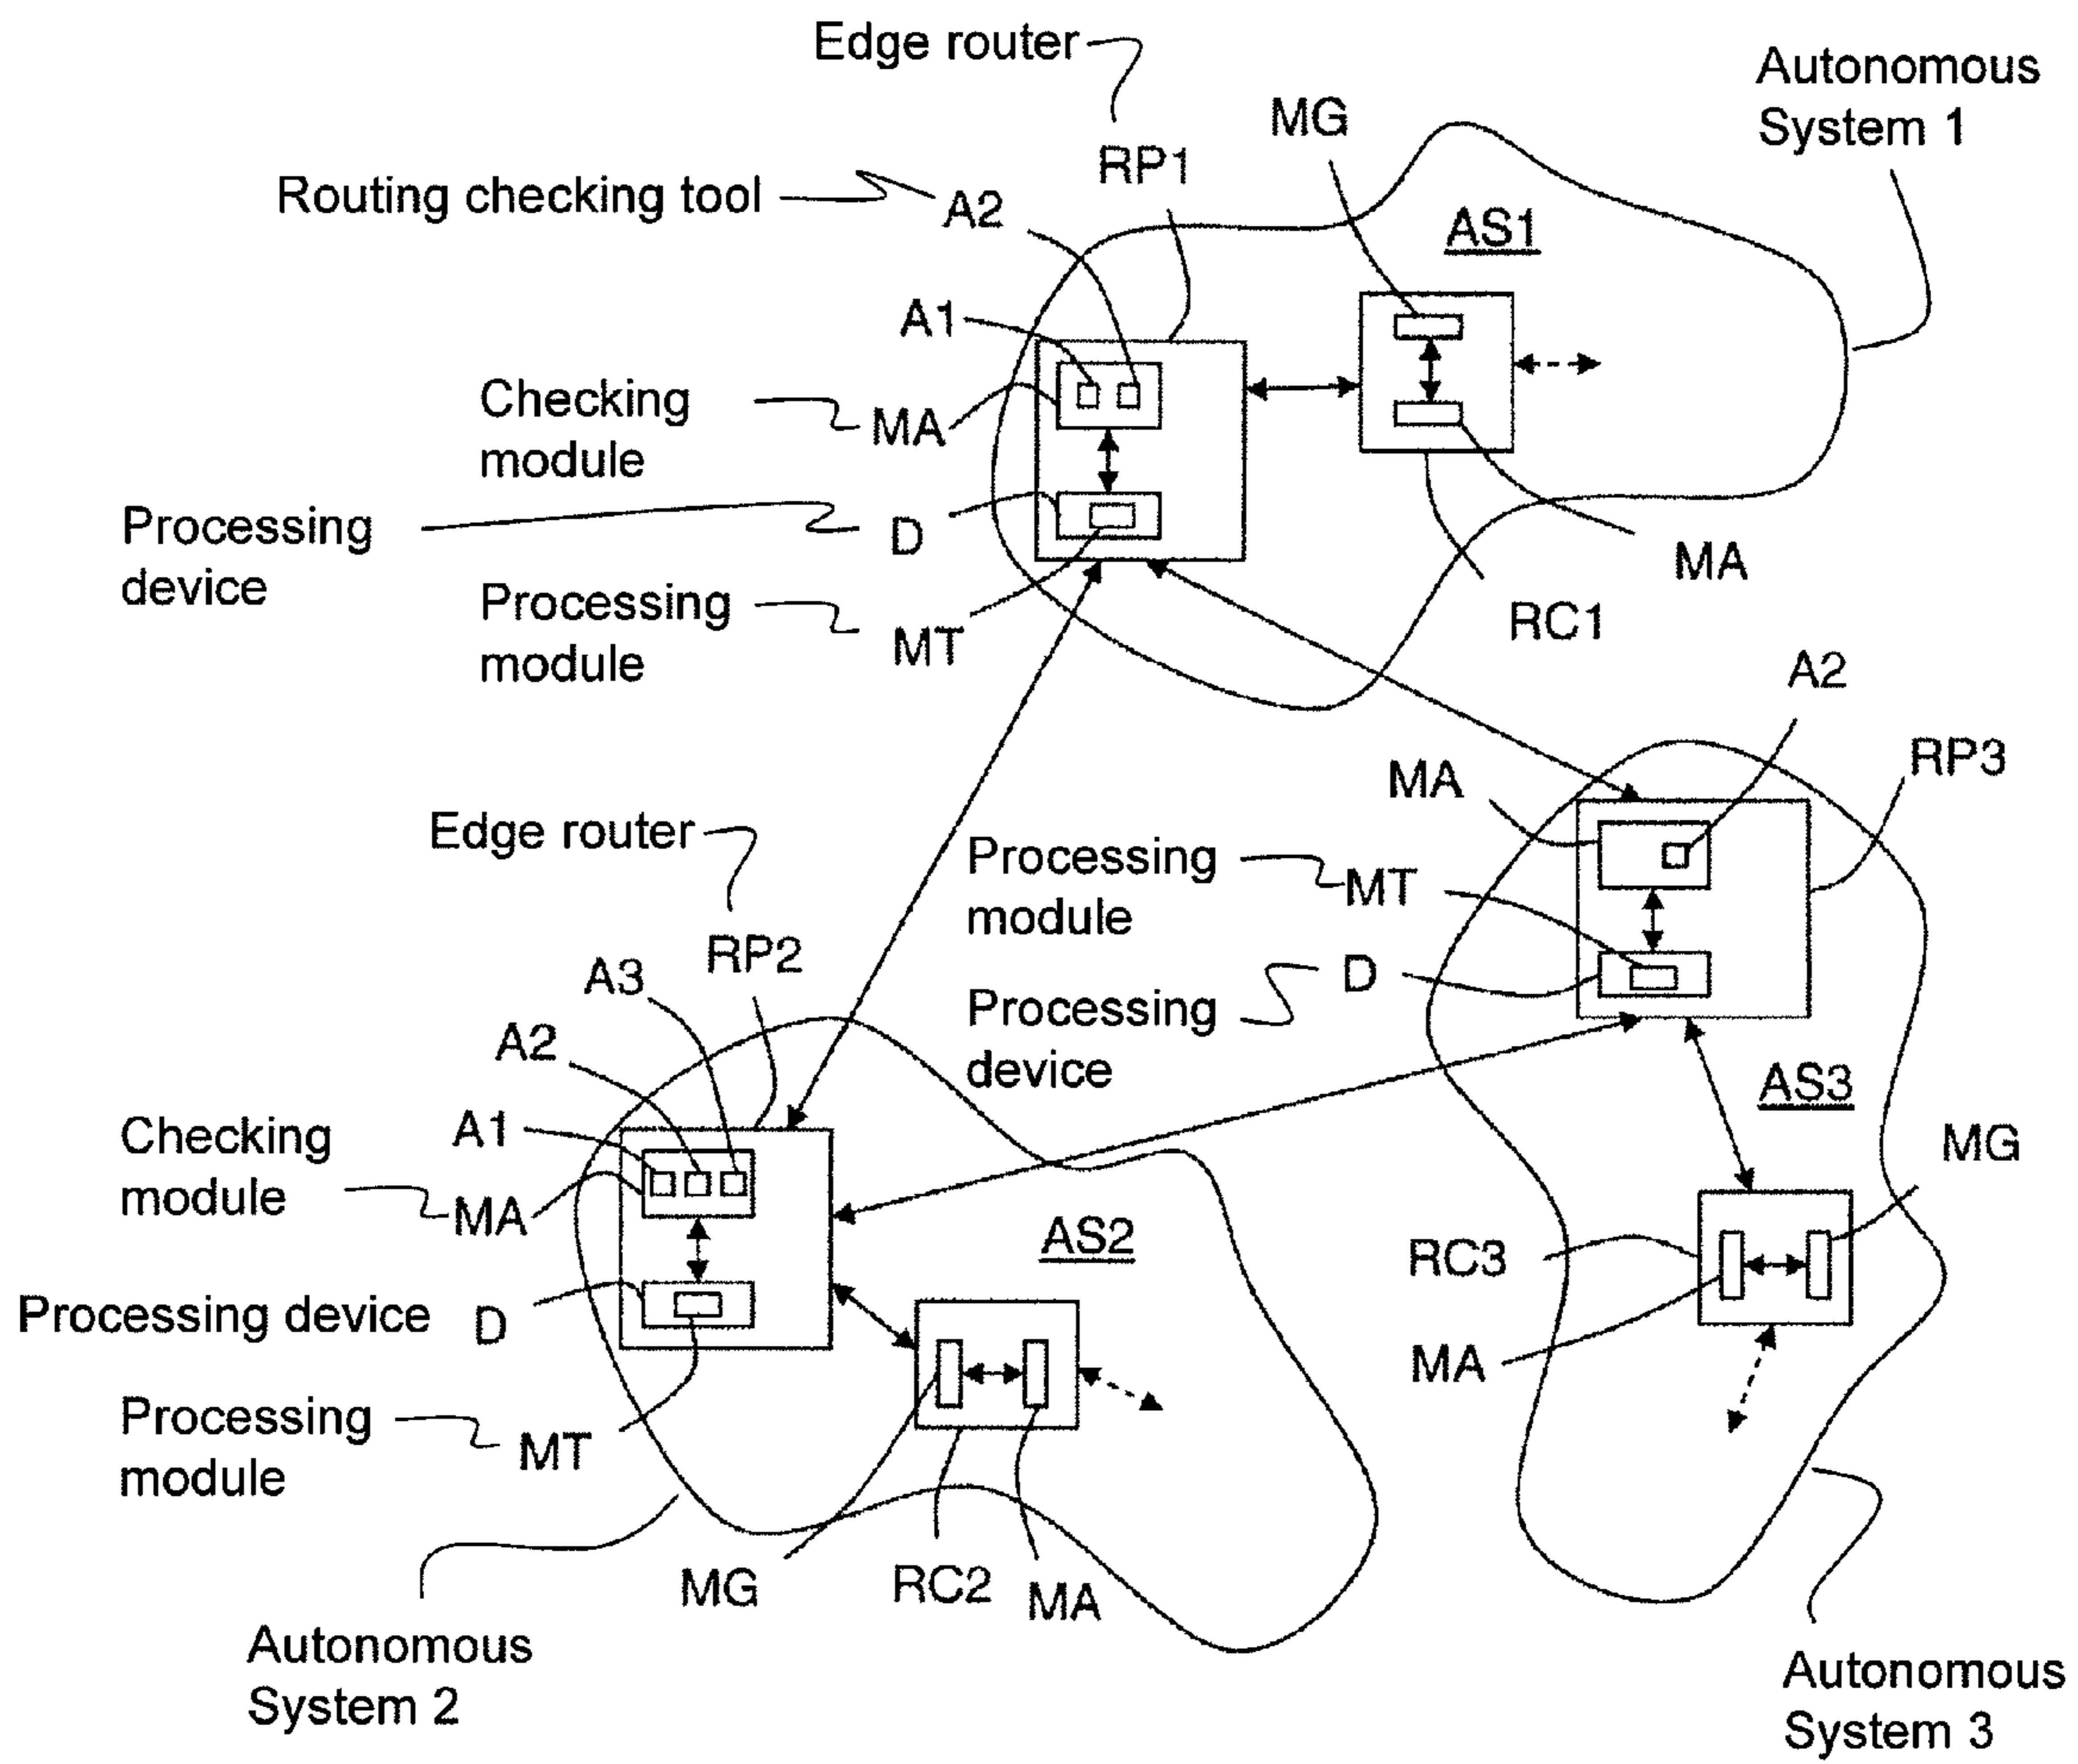 Edge router
Autonomous
System 1
MG
RP1
Routing checking tool
A2
AS1
A1
Checking
module
MA
Processing
device
D
MA
Processing
module
MT
RC1
A2
RP3
MA
Edge router
Processing
module
MT
RP2
A3
D
Processing
device
A2
AS3
A1
Checking
module
MA
MG
AS2
RC3
Processing device
D
MA
Processing
module
MT
MG
RC2
MA
Autonomous
System 2
Autonomous
System 3